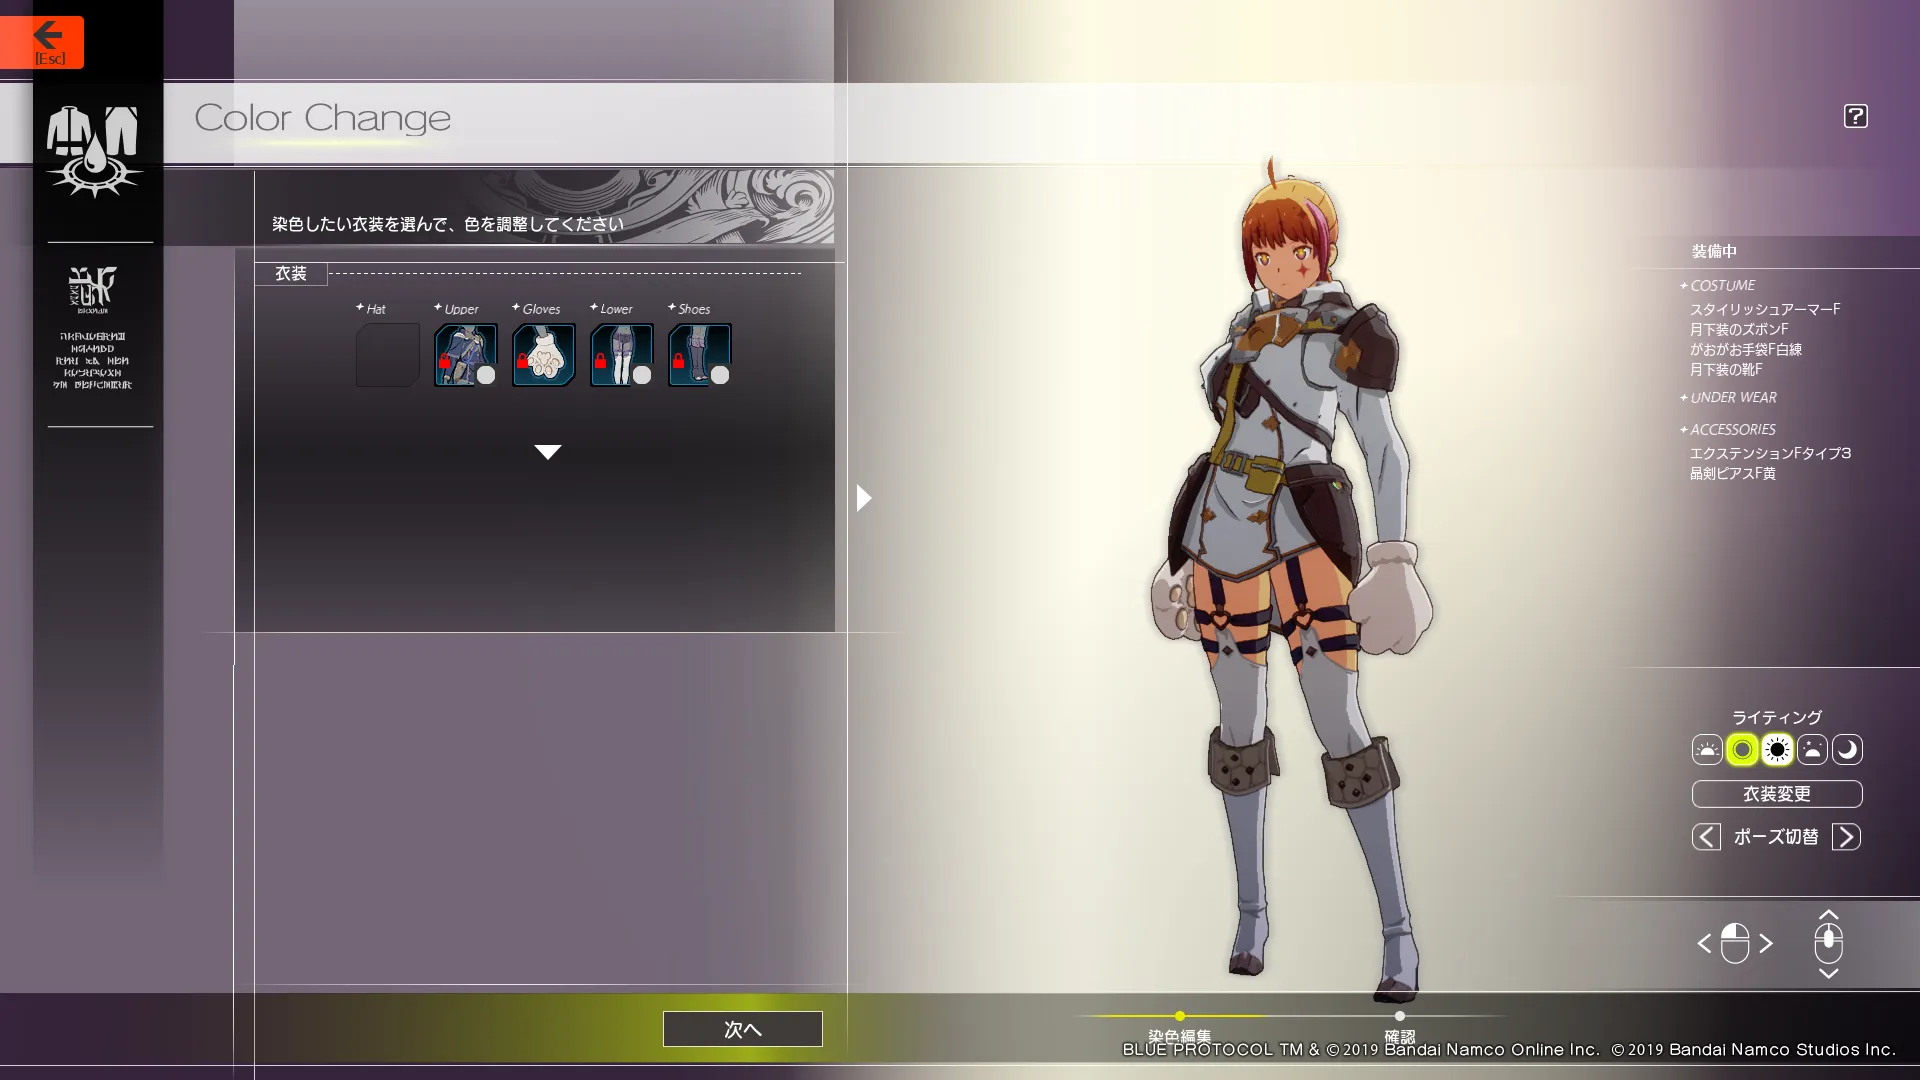 [Esc]
Color Change
?
染色したい衣装を選んで、色を調整してください
衣装
Hat
Upper
Gloves
Lower
Shoes
装備中
COSTUME
スタイリッシュアーマーF
月下装のズボンF
がおがお手袋F白練
月下装の靴F
UNDER WEAR
ACCESSORIES
エクステンションFタイプ3
晶剣ピアスF黄
ライティング
衣装変更
ポーズ切替
次へ
染色編集
確認
BLUE PROTOCOL TM & ©2019 Bandai Namco Online Inc. ©2019 Bandai Namco Studios Inc.